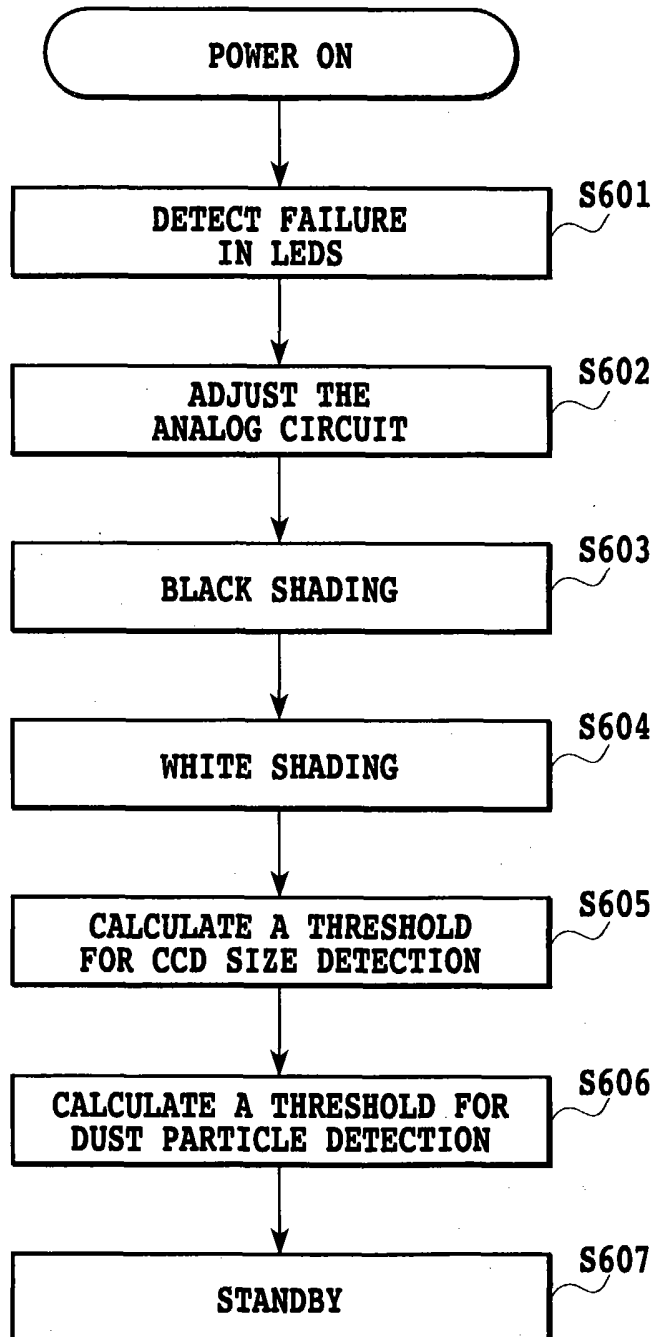 POWER ON
S601
DETECT FAILURE
IN LEDS
S602
ADJUST THE
ANALOG CIRCUIT
S603
BLACK SHADING
S604
WHITE SHADING
S605
CALCULATE A THRESHOLD
FOR CCD SIZE DETECTION
S606
CALCULATE A THRESHOLD FOR
DUST PARTICLE DETECTION
S607
STANDBY